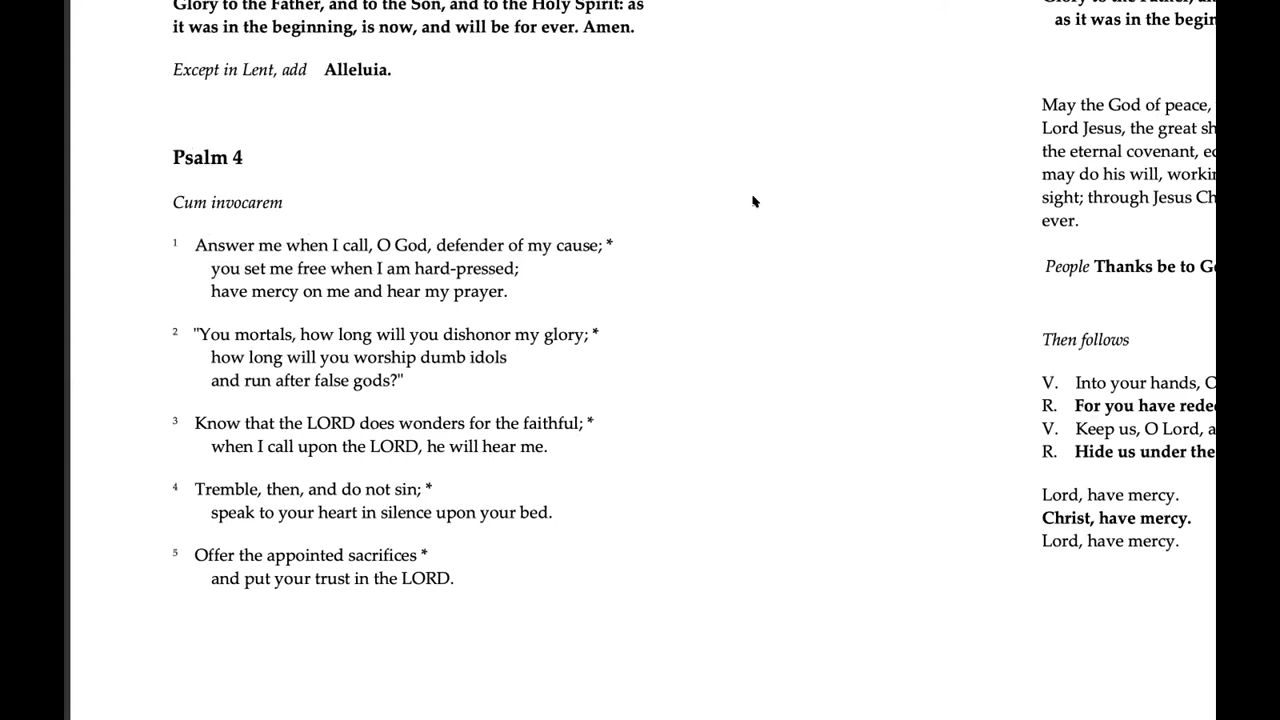 Glory to the Father, and to the Son, and to the Holy Spirit: as
it was in the beginning, is now, and will be for ever. Amen.
Except in Lent, add Alleluia.
Psalm 4
Cum invocarem
1 Answer me when I call, O God, defender of my cause; *
you set me free when I am hard-pressed;
have mercy on me and hear my prayer.
2 "You mortals, how long will you dishonor my glory; *
how long will you worship dumb idols
and run after false gods?"
3 Know that the LORD does wonders for the faithful; *
when I call upon the LORD, he will hear me.
4 Tremble, then, and do not sin; *
speak to your heart in silence upon your bed.
5 Offer the appointed sacrifices *
and put your trust in the LORD.
as it was in the
May the God of peace,
Lord Jesus, the great
the eternal covenant,
may do his will,
sight; through Jesus
ever.
People Thanks be to
Then follows
V. Into your hands,
R. For you have
V. Keep us, O Lord,
R. Hide us under the
Lord, have mercy.
Christ, have mercy.
Lord, have mercy.